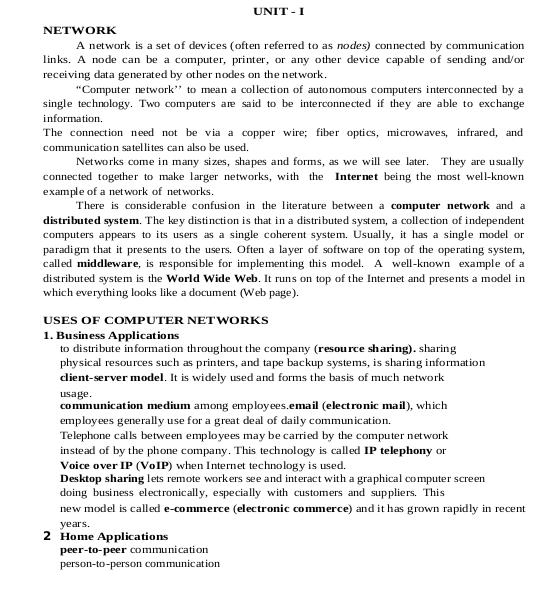 UNIT - I
NETWORK
A network is a set of devices (often referred to as nodes) connected by communication
links. A node can be a computer, printer, or any other device capable of sending and/or
receiving data generated by other nodes on the network.
“Computer network’’ to mean a collection of autonomous computers interconnected by a
single technology. Two computers are said to be interconnected if they are able to exchange
information.
The connection need not be via a copper wire; fiber optics, microwaves, infrared, and
communication satellites can also be used.
Networks come in many sizes, shapes and forms, as we will see later. They are usually
connected together to make larger networks, with the Internet being the most well-known
example of a network of networks.
There is considerable confusion in the literature between a computer network and a
distributed system. The key distinction is that in a distributed system, a collection of independent
computers appears to its users as a single coherent system. Usually, it has a single model or
paradigm that it presents to the users. Often a layer of software on top of the operating system,
called middleware, is responsible for implementing this model. A well-known example of a
distributed system is the World Wide Web. It runs on top of the Internet and presents a model in
which everything looks like a document (Web page).
USES OF COMPUTER NETWORKS
1. Business Applications
to distribute information throughout the company (resource sharing). sharing
physical resources such as printers, and tape backup systems, is sharing information
client-server model. It is widely used and forms the basis of much network
usage.
communication medium among employees.email (electronic mail), which
employees generally use for a great deal of daily communication.
Telephone calls between employees may be carried by the computer network
instead of by the phone company. This technology is called IP telephony or
Voice over IP (VoIP) when Internet technology is used.
Desktop sharing lets remote workers see and interact with a graphical computer screen
doing business electronically, especially with customers and suppliers. This
new model is called e-commerce (electronic commerce) and it has grown rapidly in recent
years.
2 Home Applications
peer-to-peer communication
person-to-person communication